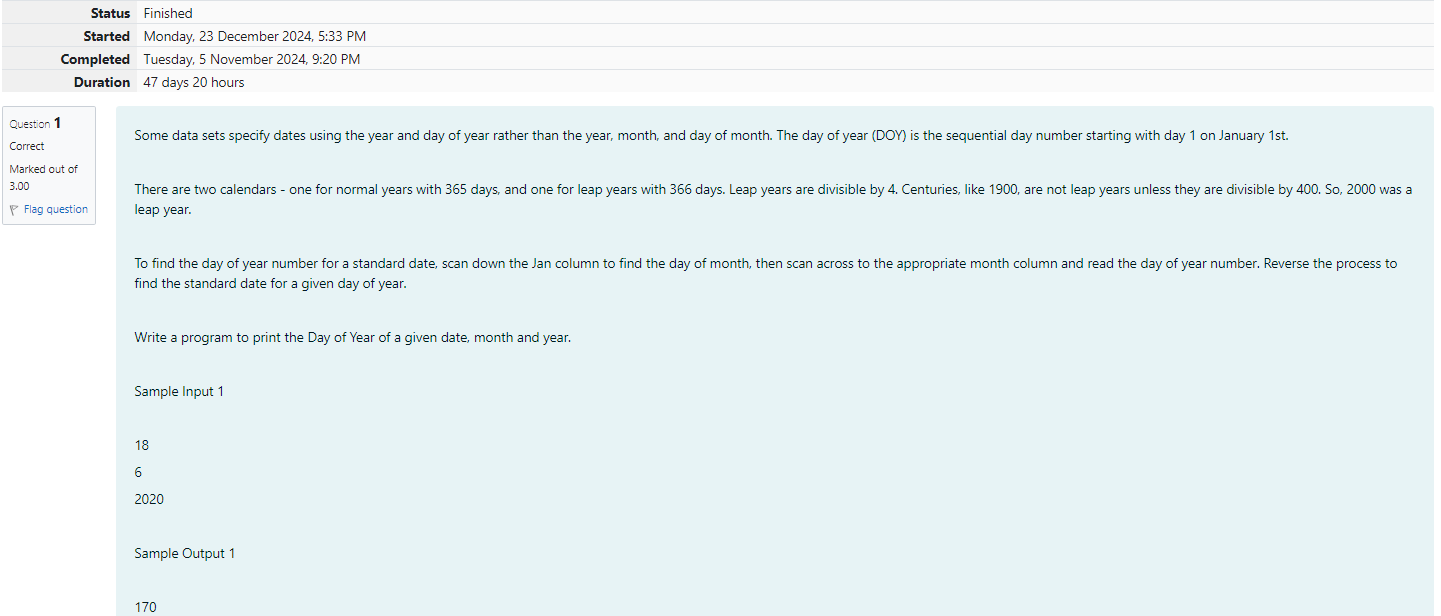 Status Finished
Started Monday, 23 December 2024, 5:33 PM
Completed Tuesday, 5 November 2024, 9:20 PM
Duration 47 days 20 hours
Question 1
Correct
Marked out of
3.00
Flag question
Some data sets specify dates using the year and day of year rather than the year, month, and day of month. The day of year (DOY) is the sequential day number starting with day 1 on January 1st.
There are two calendars - one for normal years with 365 days, and one for leap years with 366 days. Leap years are divisible by 4. Centuries, like 1900, are not leap years unless they are divisible by 400. So, 2000 was a
leap year.
To find the day of year number for a standard date, scan down the Jan column to find the day of month, then scan across to the appropriate month column and read the day of year number. Reverse the process to
find the standard date for a given day of year.
Write a program to print the Day of Year of a given date, month and year.
Sample Input 1
18
6
2020
Sample Output 1
170